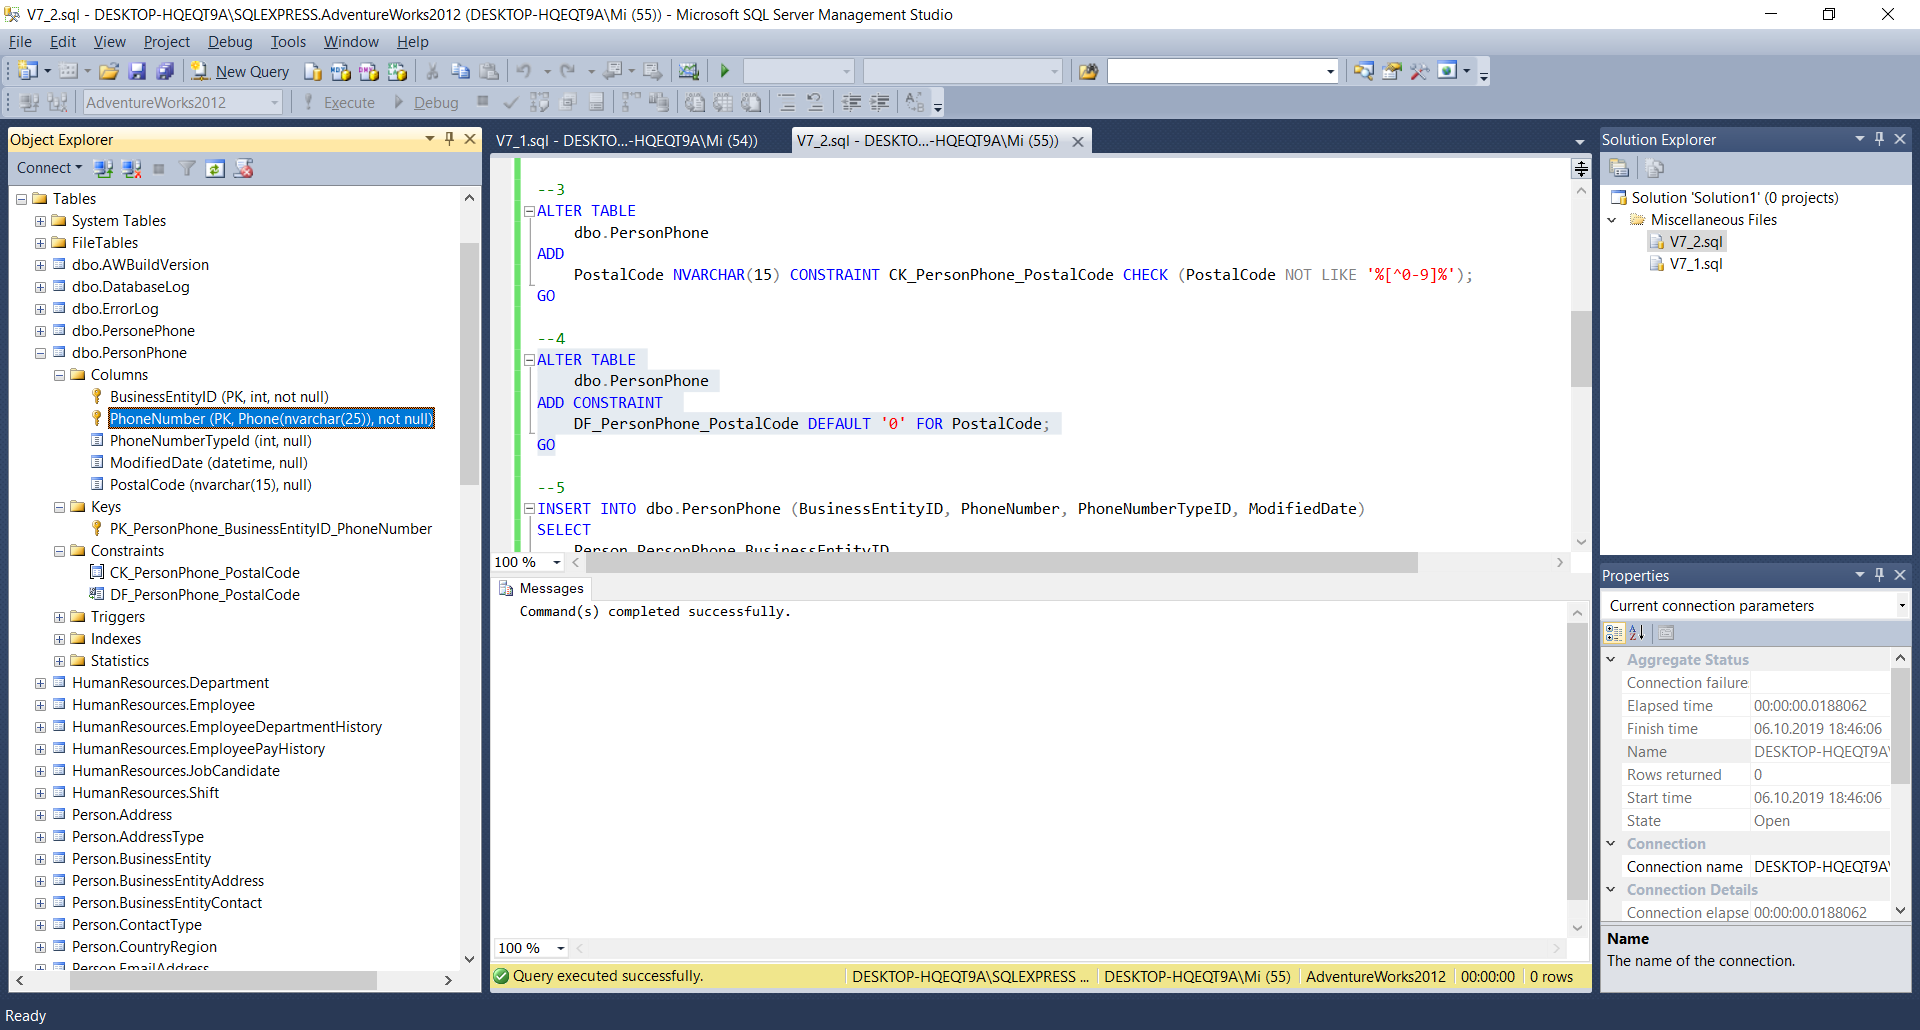 V7_2.sql - DESKTOP-HQEQT9A\SQLEXPRESS.AdventureWorks2012 (DESKTOP-HQEQT9A\Mi (55)) - Microsoft SQL Server Management Studio
File Edit View Project Debug Tools Window Help
New Query
AdventureWorks2012 Execute Debug
Object Explorer
Connect
Tables
System Tables
FileTables
dbo.AWBuildVersion
dbo.DatabaseLog
dbo.ErrorLog
dbo.PersonePhone
dbo.PersonPhone
Columns
BusinessEntityID (PK, int, not null)
PhoneNumber (PK, Phone(nvarchar(25)), not null)
PhoneNumberTypeId (int, null)
ModifiedDate (datetime, null)
PostalCode (nvarchar(15), null)
Keys
PK_PersonPhone_BusinessEntityID_PhoneNumber
Constraints
CK_PersonPhone_PostalCode
DF_PersonPhone_PostalCode
Triggers
Indexes
Statistics
HumanResources.Department
HumanResources.Employee
HumanResources.EmployeeDepartmentHistory
HumanResources.EmployeePayHistory
HumanResources.JobCandidate
HumanResources.Shift
Person.Address
Person.AddressType
Person.BusinessEntity
Person.BusinessEntityAddress
Person.BusinessEntityContact
Person.ContactType
Person.CountryRegion
Person.EmailAddress
V7_1.sql - DESKTO...-HQEQT9A\Mi (54))
V7_2.sql - DESKTO...-HQEQT9A\Mi (55))
--3
ALTER TABLE
dbo.PersonPhone
ADD
PostalCode NVARCHAR(15) CONSTRAINT CK_PersonPhone_PostalCode CHECK (PostalCode NOT LIKE '%[^0-9]%');
GO
--4
ALTER TABLE
dbo.PersonPhone
ADD CONSTRAINT
DF_PersonPhone_PostalCode DEFAULT '0' FOR PostalCode;
GO
--5
INSERT INTO dbo.PersonPhone (BusinessEntityID, PhoneNumber, PhoneNumberTypeID, ModifiedDate)
SELECT
Person.PersonPhone.BusinessEntityID
100 %
Messages
Command(s) completed successfully.
100 %
Query executed successfully. DESKTOP-HQEQT9A\SQLEXPRESS ... DESKTOP-HQEQT9A\Mi (55) AdventureWorks2012 00:00:00 0 rows
Solution Explorer
Solution 'Solution1' (0 projects)
Miscellaneous Files
V7_2.sql
V7_1.sql
Properties
Current connection parameters
Aggregate Status
Connection failure
Elapsed time 00:00:00.0188062
Finish time 06.10.2019 18:46:06
Name DESKTOP-HQEQT9A\
Rows returned 0
Start time 06.10.2019 18:46:06
State Open
Connection
Connection name DESKTOP-HQEQT9A\
Connection Details
Connection elapse 00:00:00.0188062
Name
The name of the connection.
Ready